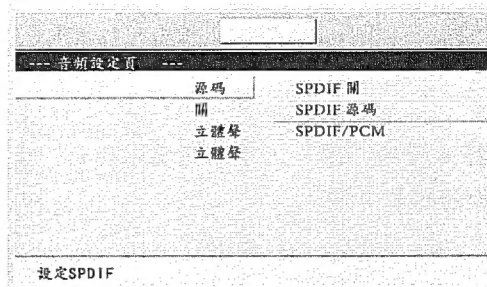 --- 音頻設定頁 ---
源碼 SPDIF 關
關 SPDIF 源碼
立體聲 SPDIF/PCM
立體聲
設定SPDIF